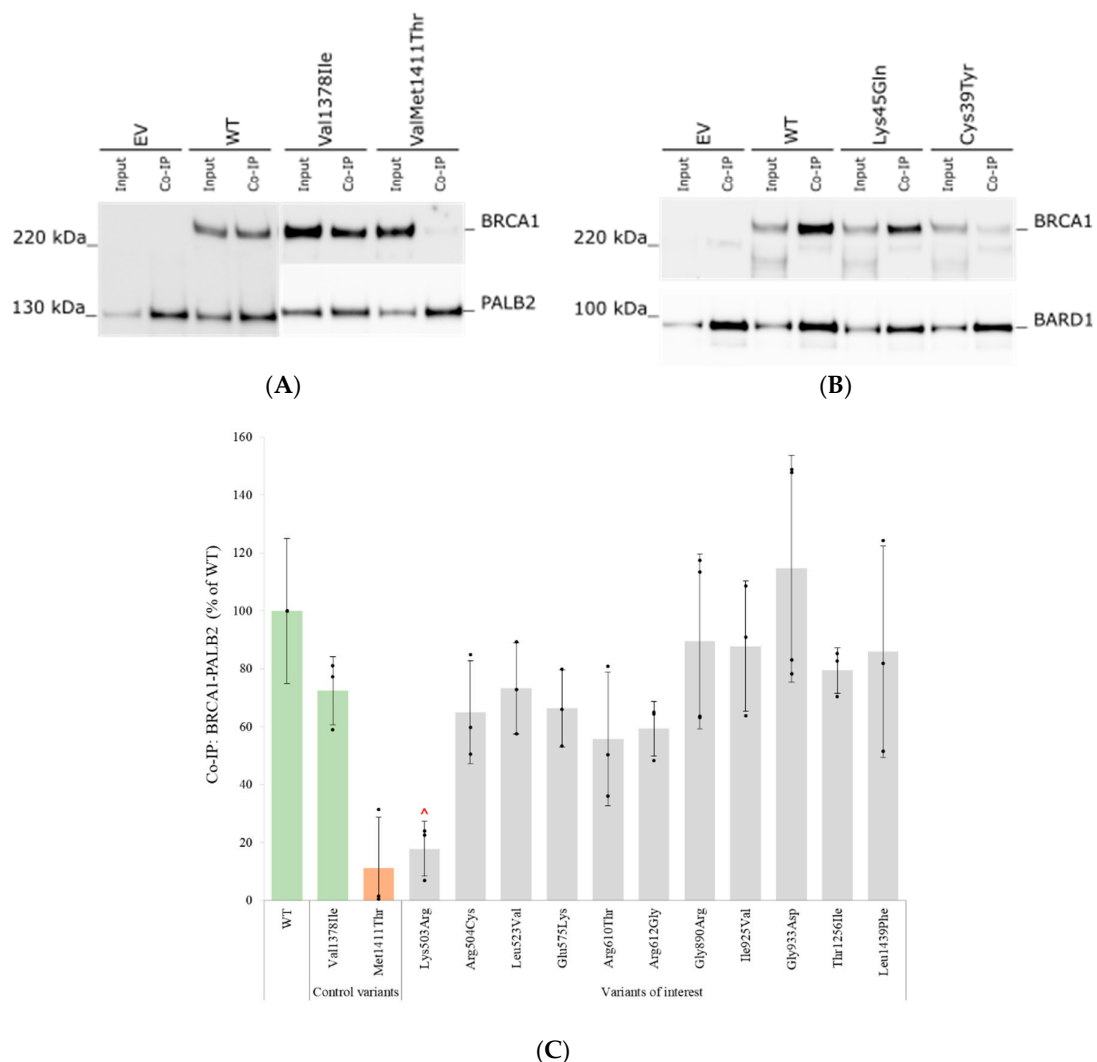 EV
WT
Val1378Ile
ValMet1411Thr
Input
Co-IP
Input
Co-IP
Input
Co-IP
Input
Co-IP
220 kDa
BRCA1
130 kDa
PALB2
(A)
EV
WT
Lys45Gln
Cys39Tyr
Input
Co-IP
Input
Co-IP
Input
Co-IP
Input
Co-IP
220 kDa
BRCA1
100 kDa
BARD1
(B)
Co-IP: BRCA1-PALB2 (% of WT)
160
140
120
100
80
60
40
20
0
^
WT
Val1378Ile
Met1411Thr
Lys503Arg
Arg504Cys
Leu523Val
Glu575Lys
Arg610Thr
Arg612Gly
Gly890Arg
Ile925Val
Gly933Asp
Thr1256Ile
Leu1439Phe
Control variants
Variants of interest
(C)